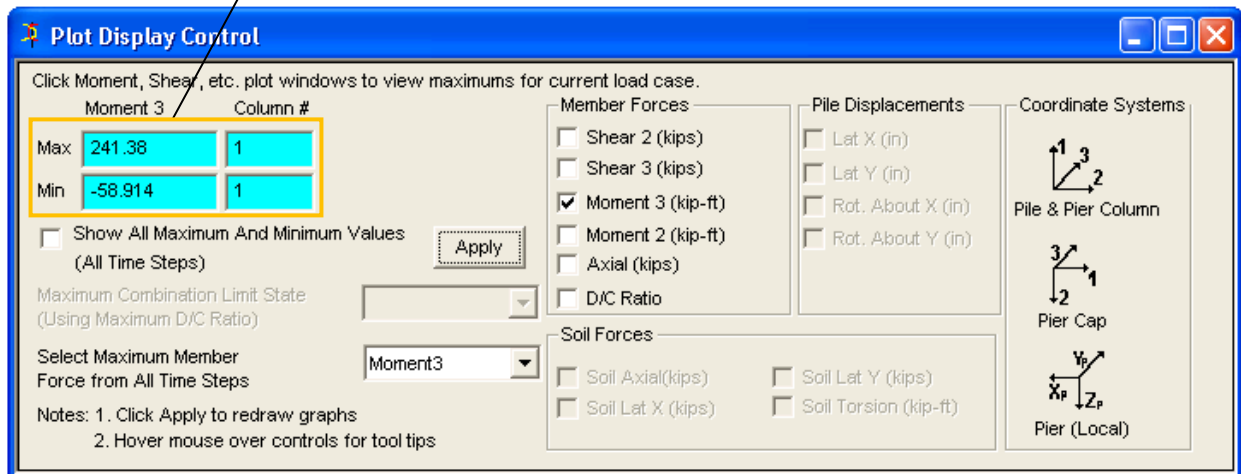 Plot Display Control
Click Moment, Shear, etc. plot windows to view maximums for current load case.
Moment 3 Column #
Max 241.38 1
Min -58.914 1
Show All Maximum And Minimum Values
(All Time Steps)
Apply
Maximum Combination Limit State
(Using Maximum D/C Ratio)
Select Maximum Member
Force from All Time Steps
Moment3
Notes: 1. Click Apply to redraw graphs
2. Hover mouse over controls for tool tips
Member Forces
Shear 2 (kips)
Shear 3 (kips)
Moment 3 (kip-ft)
Moment 2 (kip-ft)
Axial (kips)
D/C Ratio
Pile Displacements
Lat X (in)
Lat Y (in)
Rot. About X (in)
Rot. About Y (in)
Soil Forces
Soil Axial(kips)
Soil Lat Y (kips)
Soil Lat X (kips)
Soil Torsion (kip-ft)
Coordinate Systems
1 3
2
Pile & Pier Column
3
1
2
Pier Cap
YP
XP ZP
Pier (Local)